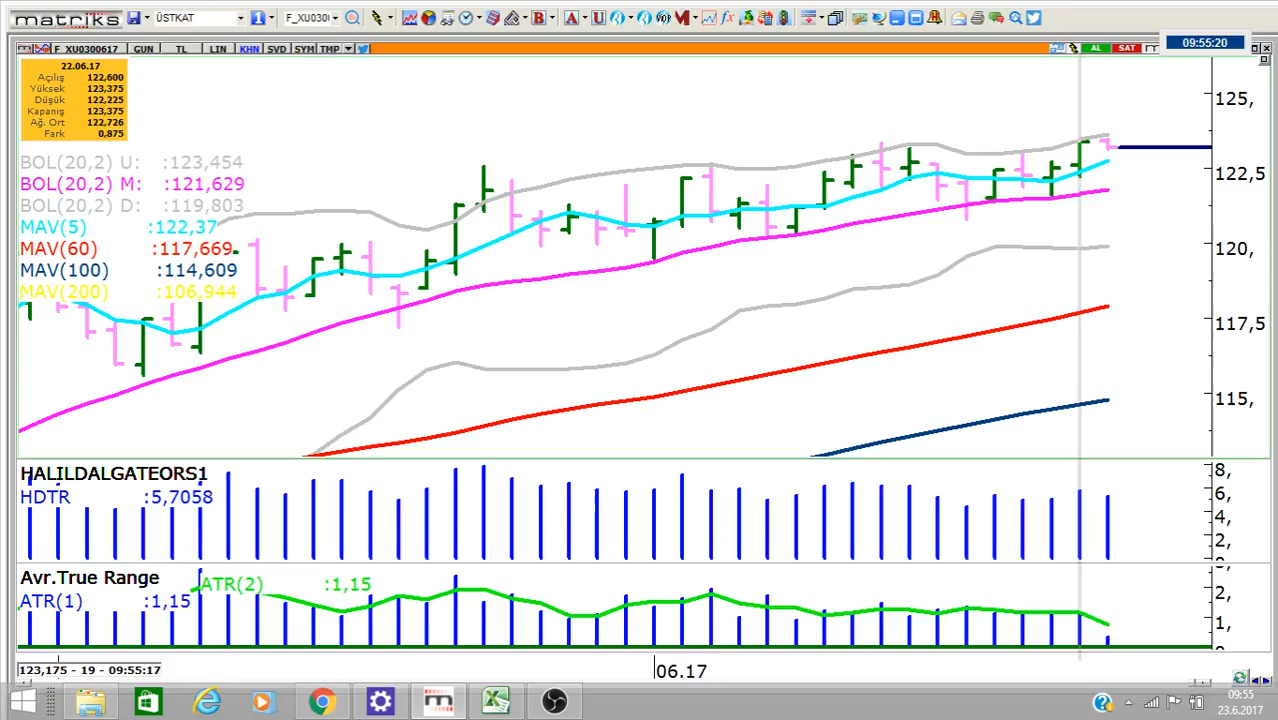 matriks ÜSTKAT 1 F_XU030 B A U
F_XU0300617 GUN TL LIN KHN SVD SYM TMP AL SAT 09:55:20
22.06.17
Açılış 122,600
Yüksek 123,375
Düşük 122,225
Kapanış 123,375
Ağ. Ort 122,726
Fark 0,875
BOL(20,2) U: :123,454
BOL(20,2) M: :121,629
BOL(20,2) D: :119,803
MAV(5) :122,37
MAV(60) :117,669
MAV(100) :114,609
MAV(200) :106,944
125,
122,5
120,
117,5
115,
HALILDALGATEORS1
HDTR :5,7058
8,
6,
4,
2,
0,
Avr.True Range
ATR(2) :1,15
ATR(1) :1,15
2,
1,
123,175 - 19 - 09:55:17
06.17
09:55
23.6.2017